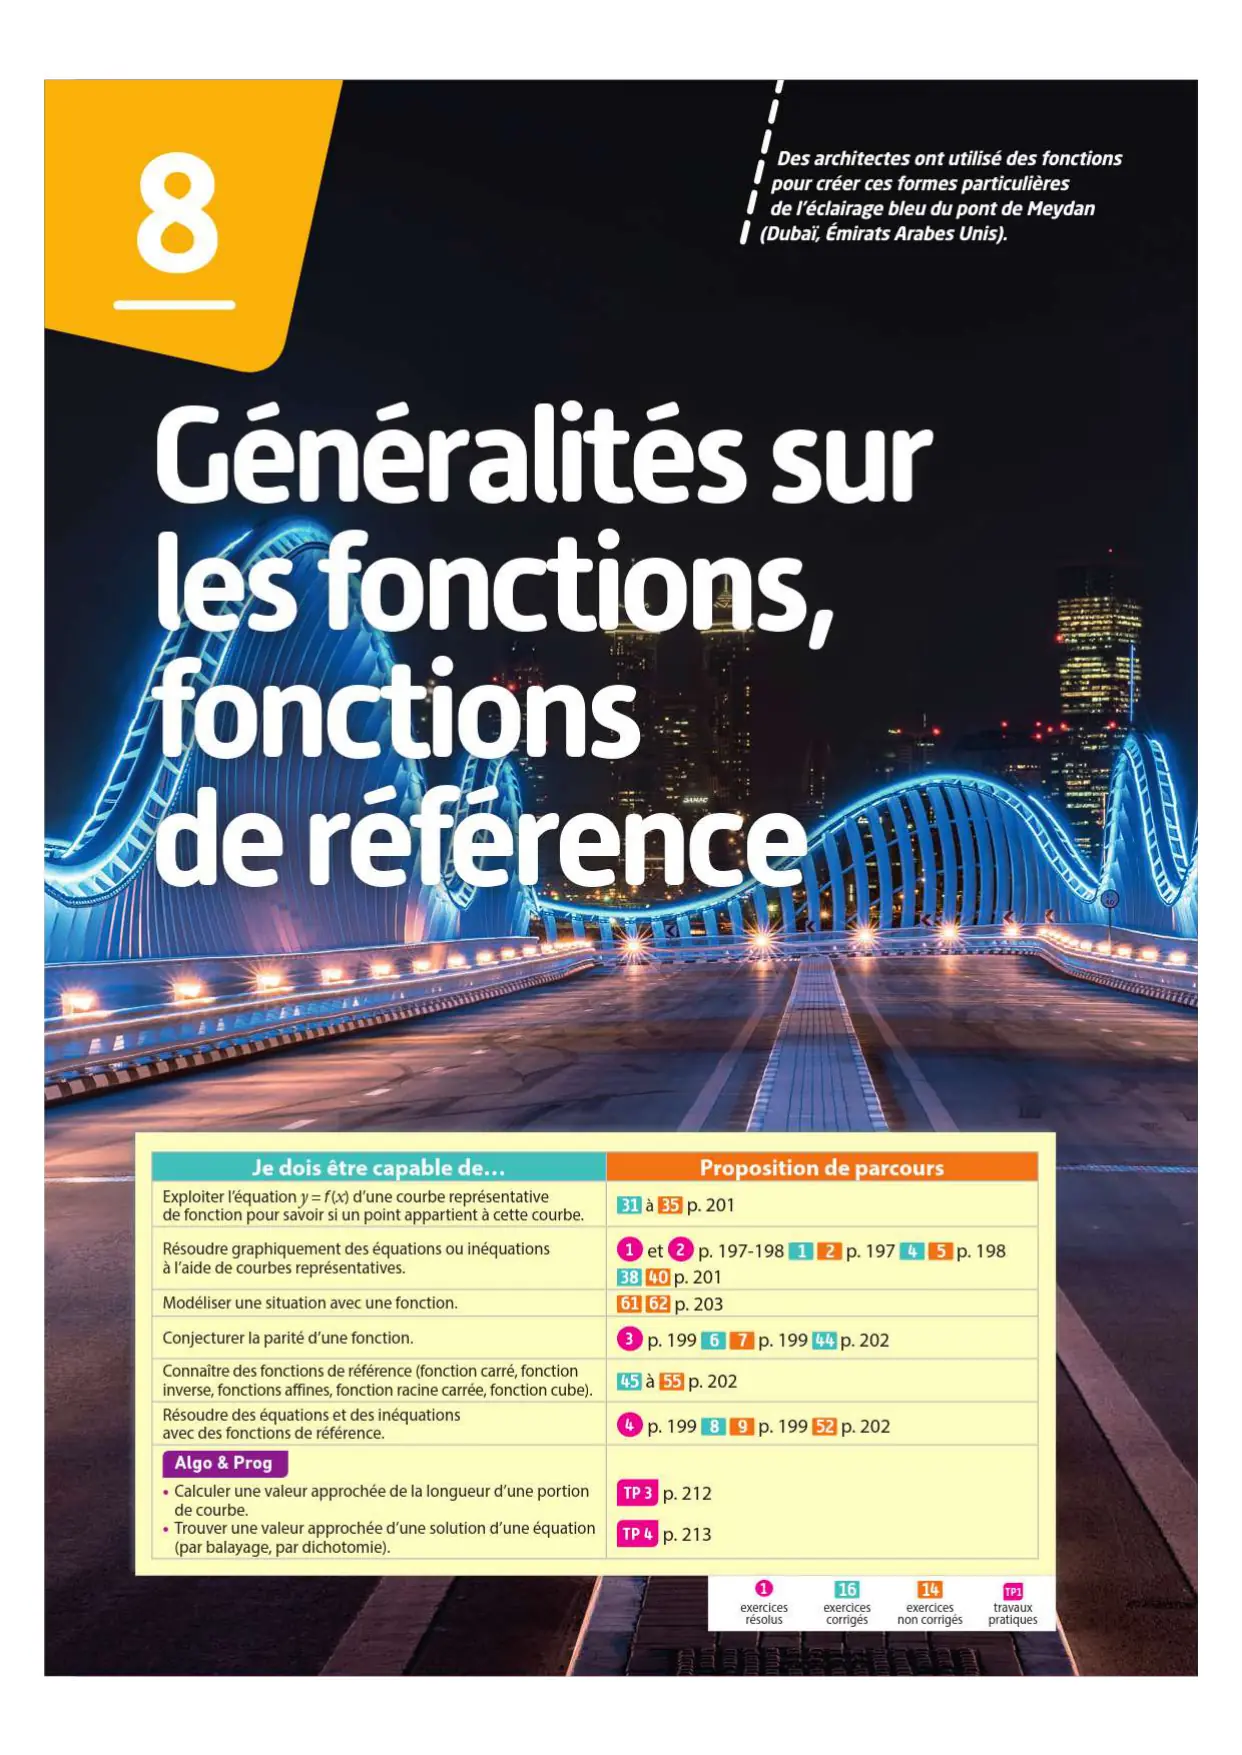 8
Des architectes ont utilisé des fonctions
pour créer ces formes particulières
de l'éclairage bleu du pont de Meydan
(Dubaï, Émirats Arabes Unis).
Généralités sur
les fonctions,
fonctions
de référence
DAMAC
40
Je dois être capable de… Proposition de parcours
Exploiter l'équation y = f(x) d'une courbe représentative
de fonction pour savoir si un point appartient à cette courbe.
31 à 35 p. 201
Résoudre graphiquement des équations ou inéquations
à l'aide de courbes représentatives.
1 et 2 p. 197-198 1 2 p. 197 4 5 p. 198
38 40 p. 201
Modéliser une situation avec une fonction.
61 62 p. 203
Conjecturer la parité d'une fonction.
3 p. 199 6 7 p. 199 44 p. 202
Connaître des fonctions de référence (fonction carré, fonction
inverse, fonctions affines, fonction racine carrée, fonction cube).
45 à 55 p. 202
Résoudre des équations et des inéquations
avec des fonctions de référence.
4 p. 199 8 9 p. 199 52 p. 202
Algo & Prog
• Calculer une valeur approchée de la longueur d'une portion
de courbe.
• Trouver une valeur approchée d'une solution d'une équation
(par balayage, par dichotomie).
TP 3 p. 212
TP 4 p. 213
1 16 14 TP1
exercices exercices exercices travaux
résolus corrigés non corrigés pratiques